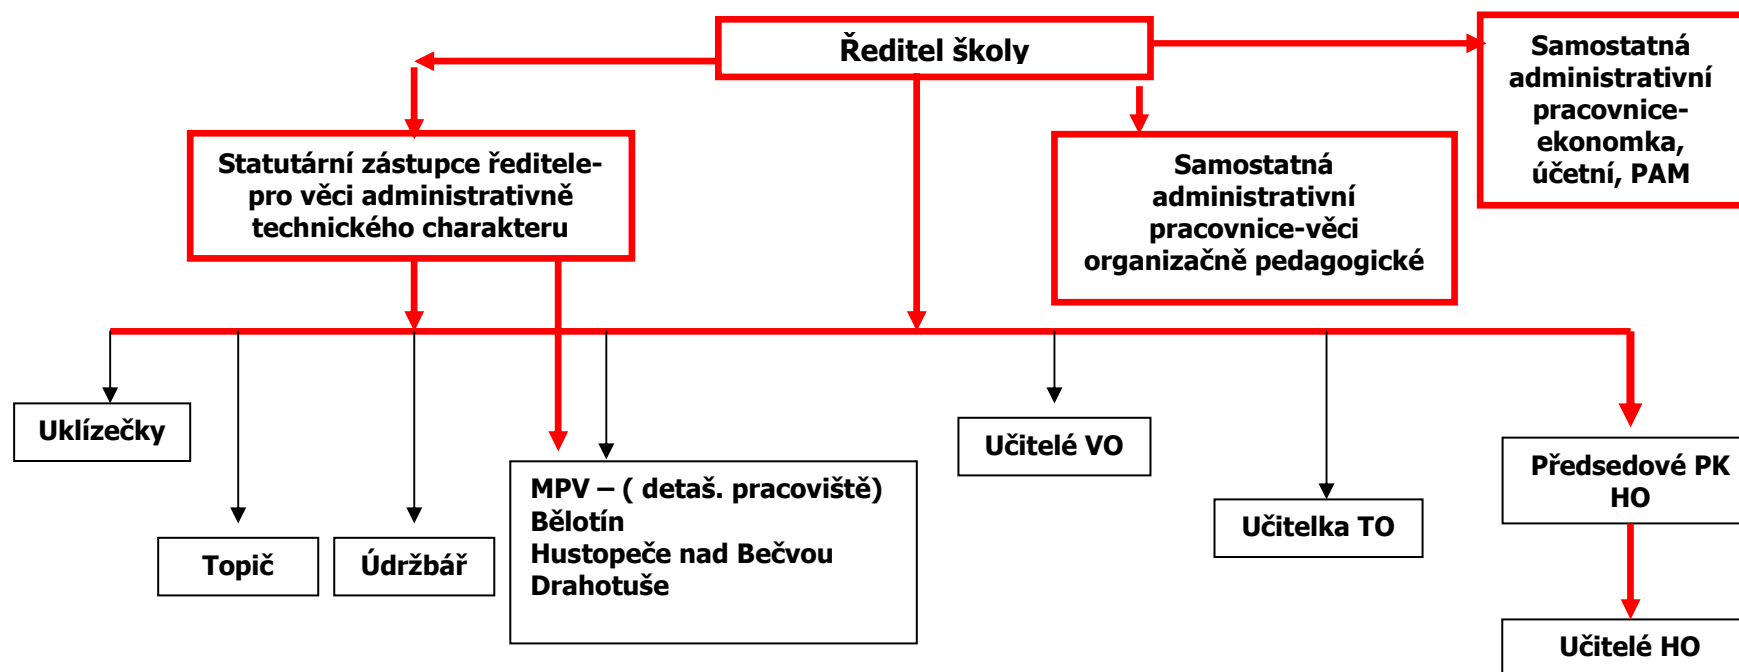 Ředitel školy
Samostatná
administrativní
pracovnice-
ekonomka,
účetní, PAM
Statutární zástupce ředitele-
pro věci administrativně
technického charakteru
Samostatná
administrativní
pracovnice-věci
organizačně pedagogické
Uklízečky
Topič
Údržbář
MPV – ( detaš. pracoviště)
Bělotín
Hustopeče nad Bečvou
Drahotuše
Učitelé VO
Učitelka TO
Předsedové PK
HO
Učitelé HO